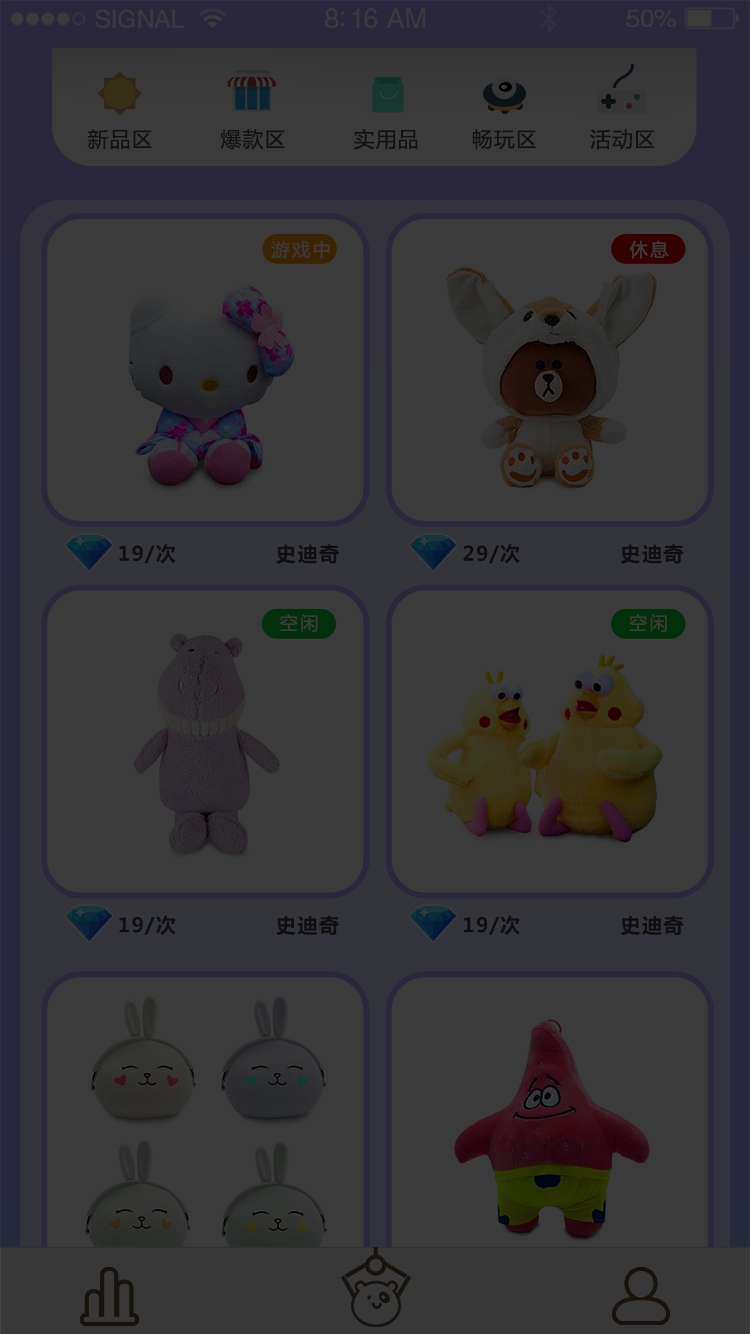 SIGNAL 8:16 AM 50%
新品区 爆款区 实用品 畅玩区 活动区
游戏中 休息
19/次 史迪奇 29/次 史迪奇
空闲 空闲
19/次 史迪奇 19/次 史迪奇